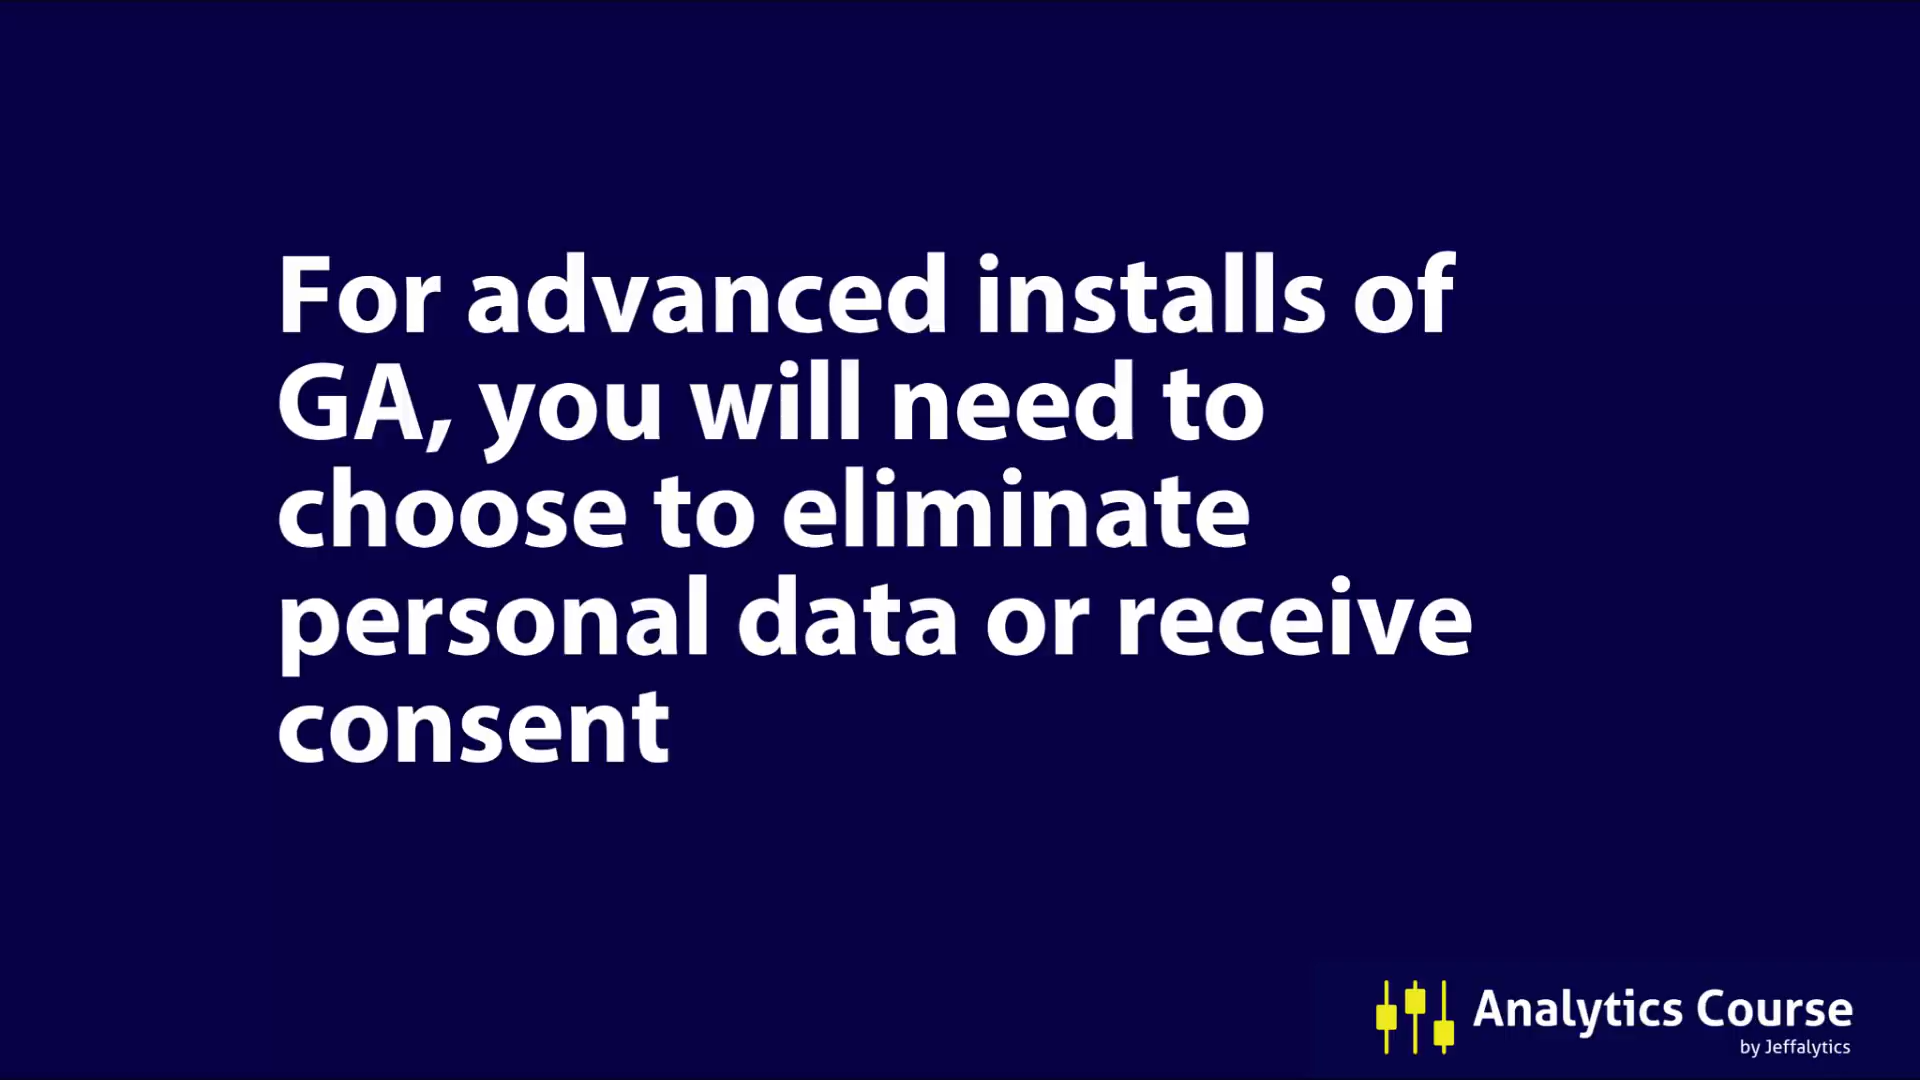 For advanced installs of
GA, you will need to
choose to eliminate
personal data or receive
consent
Analytics Course
by Jeffalytics